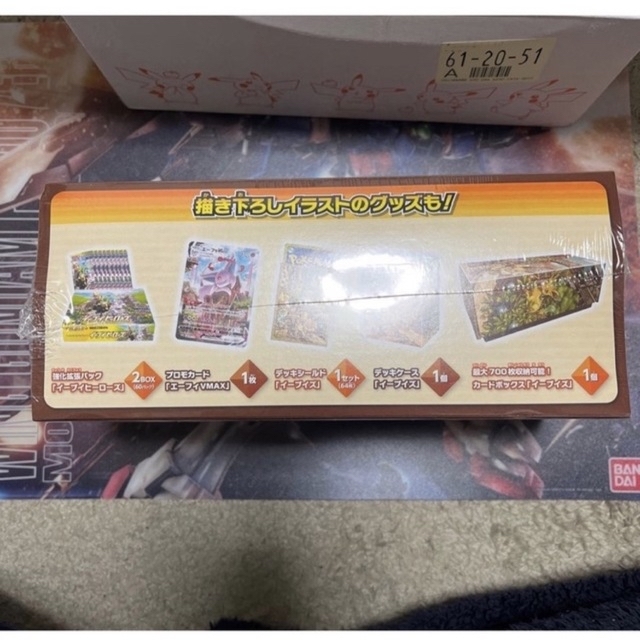 61-20-51
A
描き下ろしイラストのグッズも!
強化拡張パック
「イーブイヒーローズ」
2BOX
プロモカード
「エーフィVMAX」
1枚
デッキシールド
「イーブイズ」
1セット
(64枚)
デッキケース
「イーブイズ」
1個
最大700枚収納可能!
カードボックス「イーブイズ」
1個
BAN
DAI